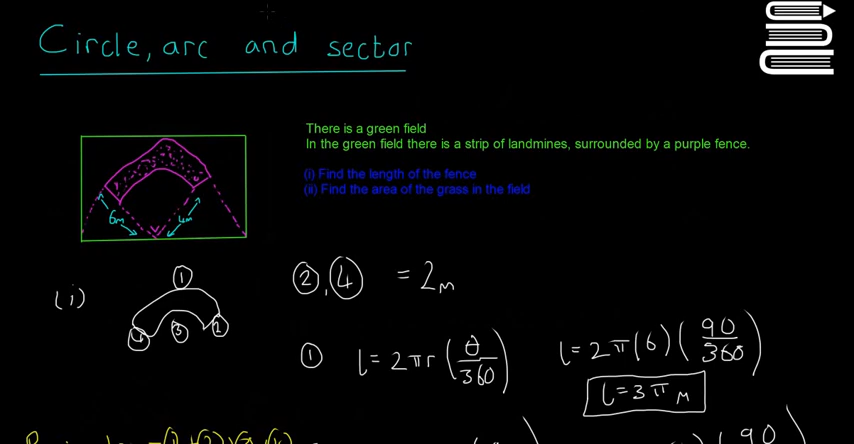 Circle, arc and sector
There is a green field
In the green field there is a strip of landmines, surrounded by a purple fence.
(i) Find the length of the fence
(ii) Find the area of the grass in the field
6m
4m
(i)
1
4 3 2
2, 4 = 2m
1 l = 2πr (θ/360) l = 2π(6) (90/360)
l = 3π m
90